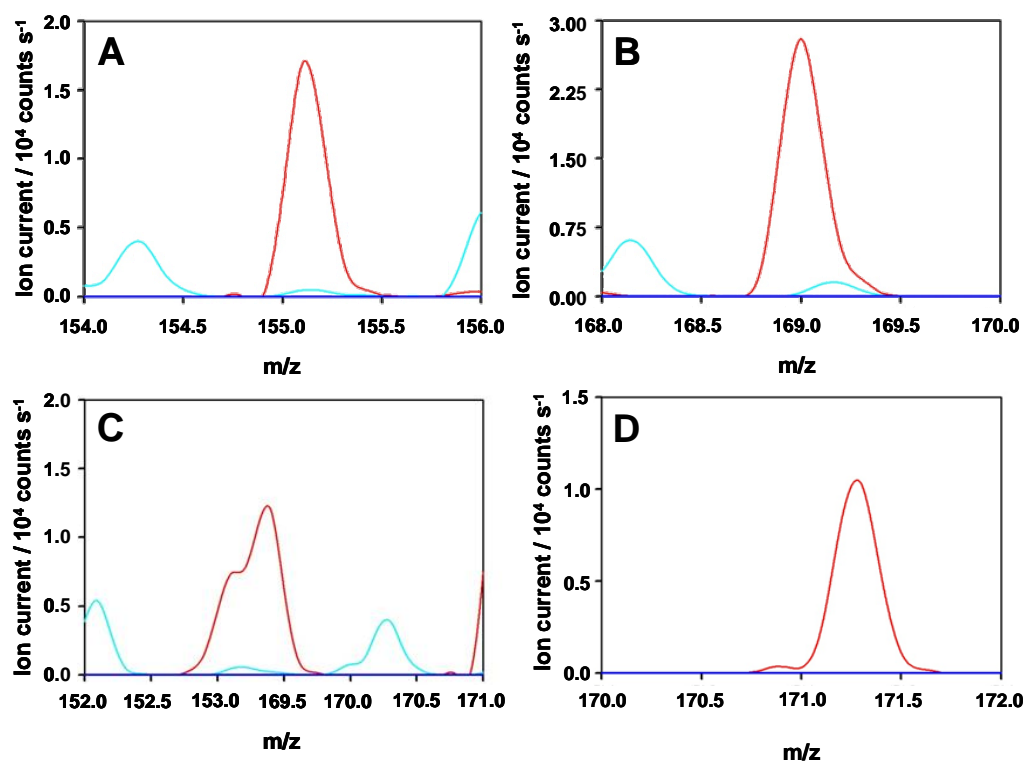 A
Ion current / 10⁴ counts s⁻¹
2.0
1.5
1.0
0.5
0.0
154.0 154.5 155.0 155.5 156.0
m/z
B
Ion current / 10⁴ counts s⁻¹
3.00
2.25
1.50
0.75
0.00
168.0 168.5 169.0 169.5 170.0
m/z
C
Ion current / 10⁴ counts s⁻¹
2.0
1.5
1.0
0.5
0.0
152.0 152.5 153.0 169.5 170.0 170.5 171.0
m/z
D
Ion current / 10⁴ counts s⁻¹
1.5
1.0
0.5
0.0
170.0 170.5 171.0 171.5 172.0
m/z